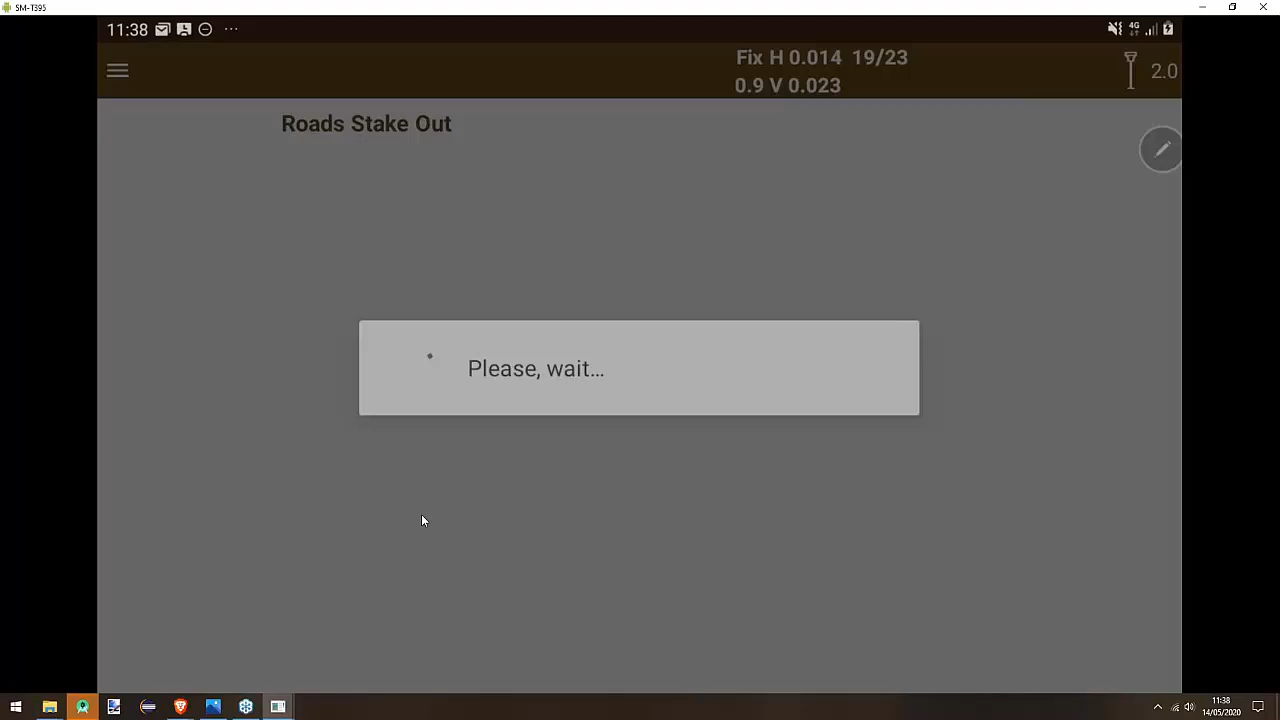 SM-T395
11:38 ...
4G
Fix H 0.014 19/23
0.9 V 0.023
2.0
Roads Stake Out
Please, wait...
11:38
14/05/2020